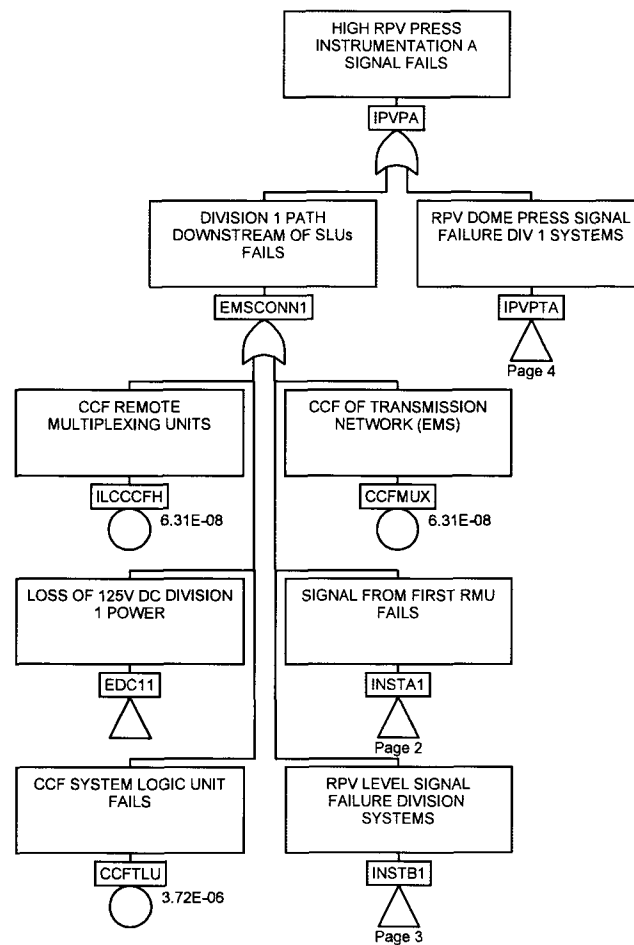 HIGH RPV PRESS
INSTRUMENTATION A
SIGNAL FAILS
IPVPA
DIVISION 1 PATH
DOWNSTREAM OF SLUs
FAILS
EMSCONN1
RPV DOME PRESS SIGNAL
FAILURE DIV 1 SYSTEMS
IPVPTA
Page 4
CCF REMOTE
MULTIPLEXING UNITS
ILCCCFH
6.31E-08
CCF OF TRANSMISSION
NETWORK (EMS)
CCFMUX
6.31E-08
LOSS OF 125V DC DIVISION
1 POWER
EDC11
SIGNAL FROM FIRST RMU
FAILS
INSTA1
Page 2
CCF SYSTEM LOGIC UNIT
FAILS
CCFTLU
3.72E-06
RPV LEVEL SIGNAL
FAILURE DIVISION
SYSTEMS
INSTB1
Page 3